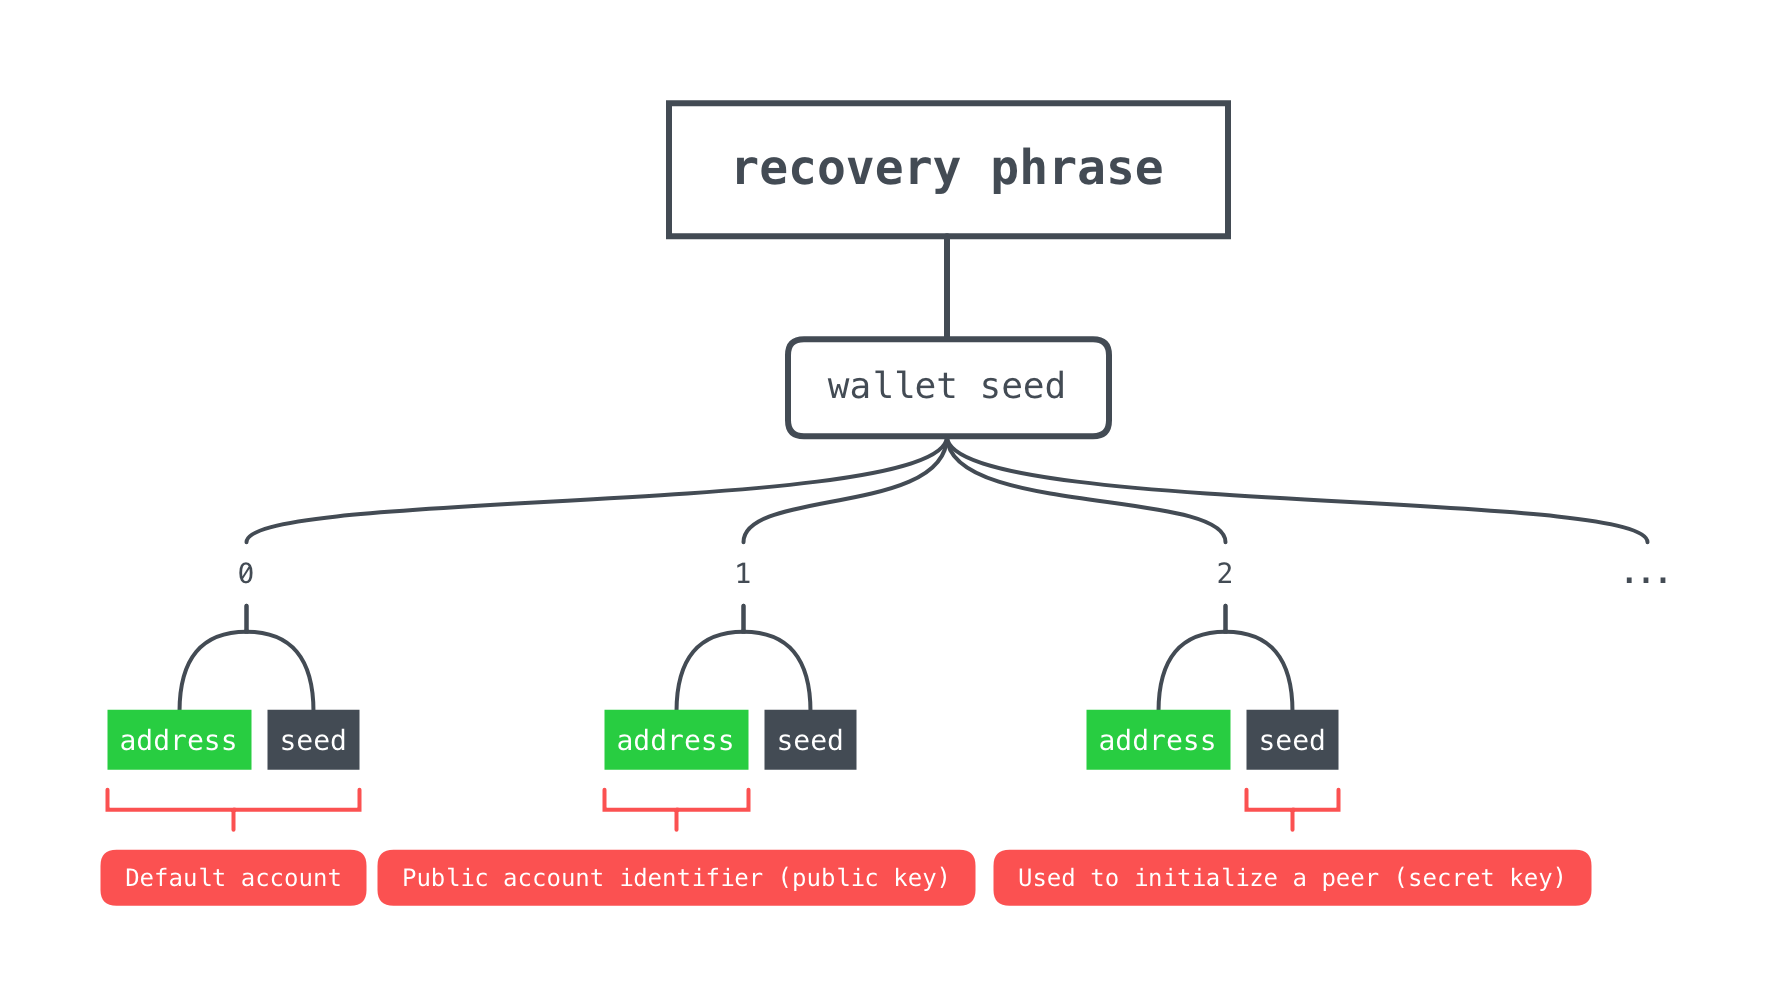 recovery phrase
wallet seed
0 1 2 ...
address seed address seed address seed
Default account Public account identifier (public key) Used to initialize a peer (secret key)